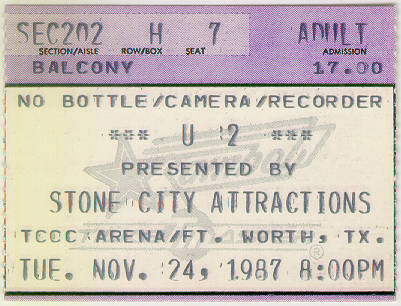 SEC202 H 7 ADULT
SECTION/AISLE ROW/BOX SEAT ADMISSION
BALCONY 17.00
NO BOTTLE/CAMERA/RECORDER
*** U 2 ***
PRESENTED BY
STONE CITY ATTRACTIONS
TCCC ARENA/FT. WORTH, TX.
TUE. NOV. 24, 1987 8:00PM